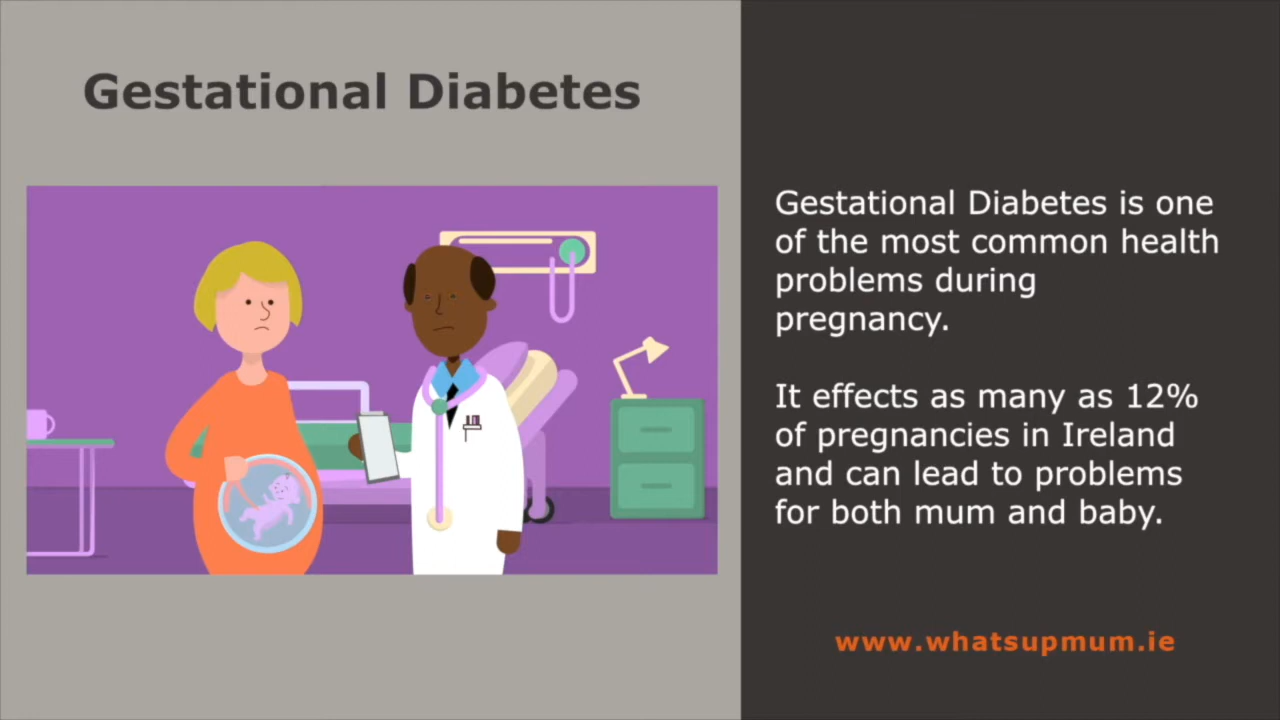 Gestational Diabetes
Gestational Diabetes is one
of the most common health
problems during
pregnancy.
It effects as many as 12%
of pregnancies in Ireland
and can lead to problems
for both mum and baby.
www.whatsupmum.ie